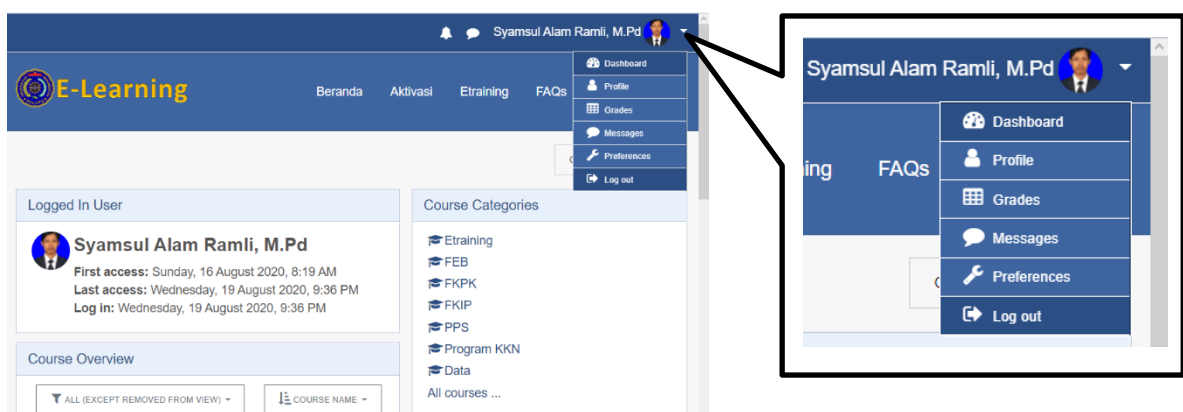 Syamsul Alam Ramli, M.Pd
E-Learning
Beranda Aktivasi Etraining FAQs
Dashboard
Profile
Grades
Messages
Preferences
Log out
Logged In User
Syamsul Alam Ramli, M.Pd
First access: Sunday, 16 August 2020, 8:19 AM
Last access: Wednesday, 19 August 2020, 9:36 PM
Log in: Wednesday, 19 August 2020, 9:36 PM
Course Overview
ALL (EXCEPT REMOVED FROM VIEW)
COURSE NAME
Course Categories
Etraining
FEB
FKPK
FKIP
PPS
Program KKN
Data
All courses ...
Syamsul Alam Ramli, M.Pd
ing FAQs
Dashboard
Profile
Grades
Messages
Preferences
Log out